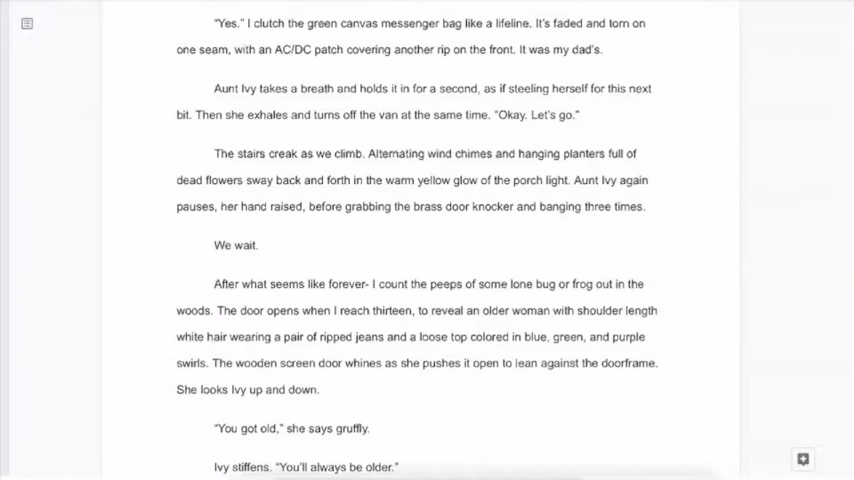 “Yes.” I clutch the green canvas messenger bag like a lifeline. It’s faded and torn on
one seam, with an AC/DC patch covering another rip on the front. It was my dad’s.
Aunt Ivy takes a breath and holds it in for a second, as if steeling herself for this next
bit. Then she exhales and turns off the van at the same time. “Okay. Let’s go.”
The stairs creak as we climb. Alternating wind chimes and hanging planters full of
dead flowers sway back and forth in the warm yellow glow of the porch light. Aunt Ivy again
pauses, her hand raised, before grabbing the brass door knocker and banging three times.
We wait.
After what seems like forever- I count the peeps of some lone bug or frog out in the
woods. The door opens when I reach thirteen, to reveal an older woman with shoulder length
white hair wearing a pair of ripped jeans and a loose top colored in blue, green, and purple
swirls. The wooden screen door whines as she pushes it open to lean against the doorframe.
She looks Ivy up and down.
“You got old,” she says gruffly.
Ivy stiffens. “You’ll always be older.”